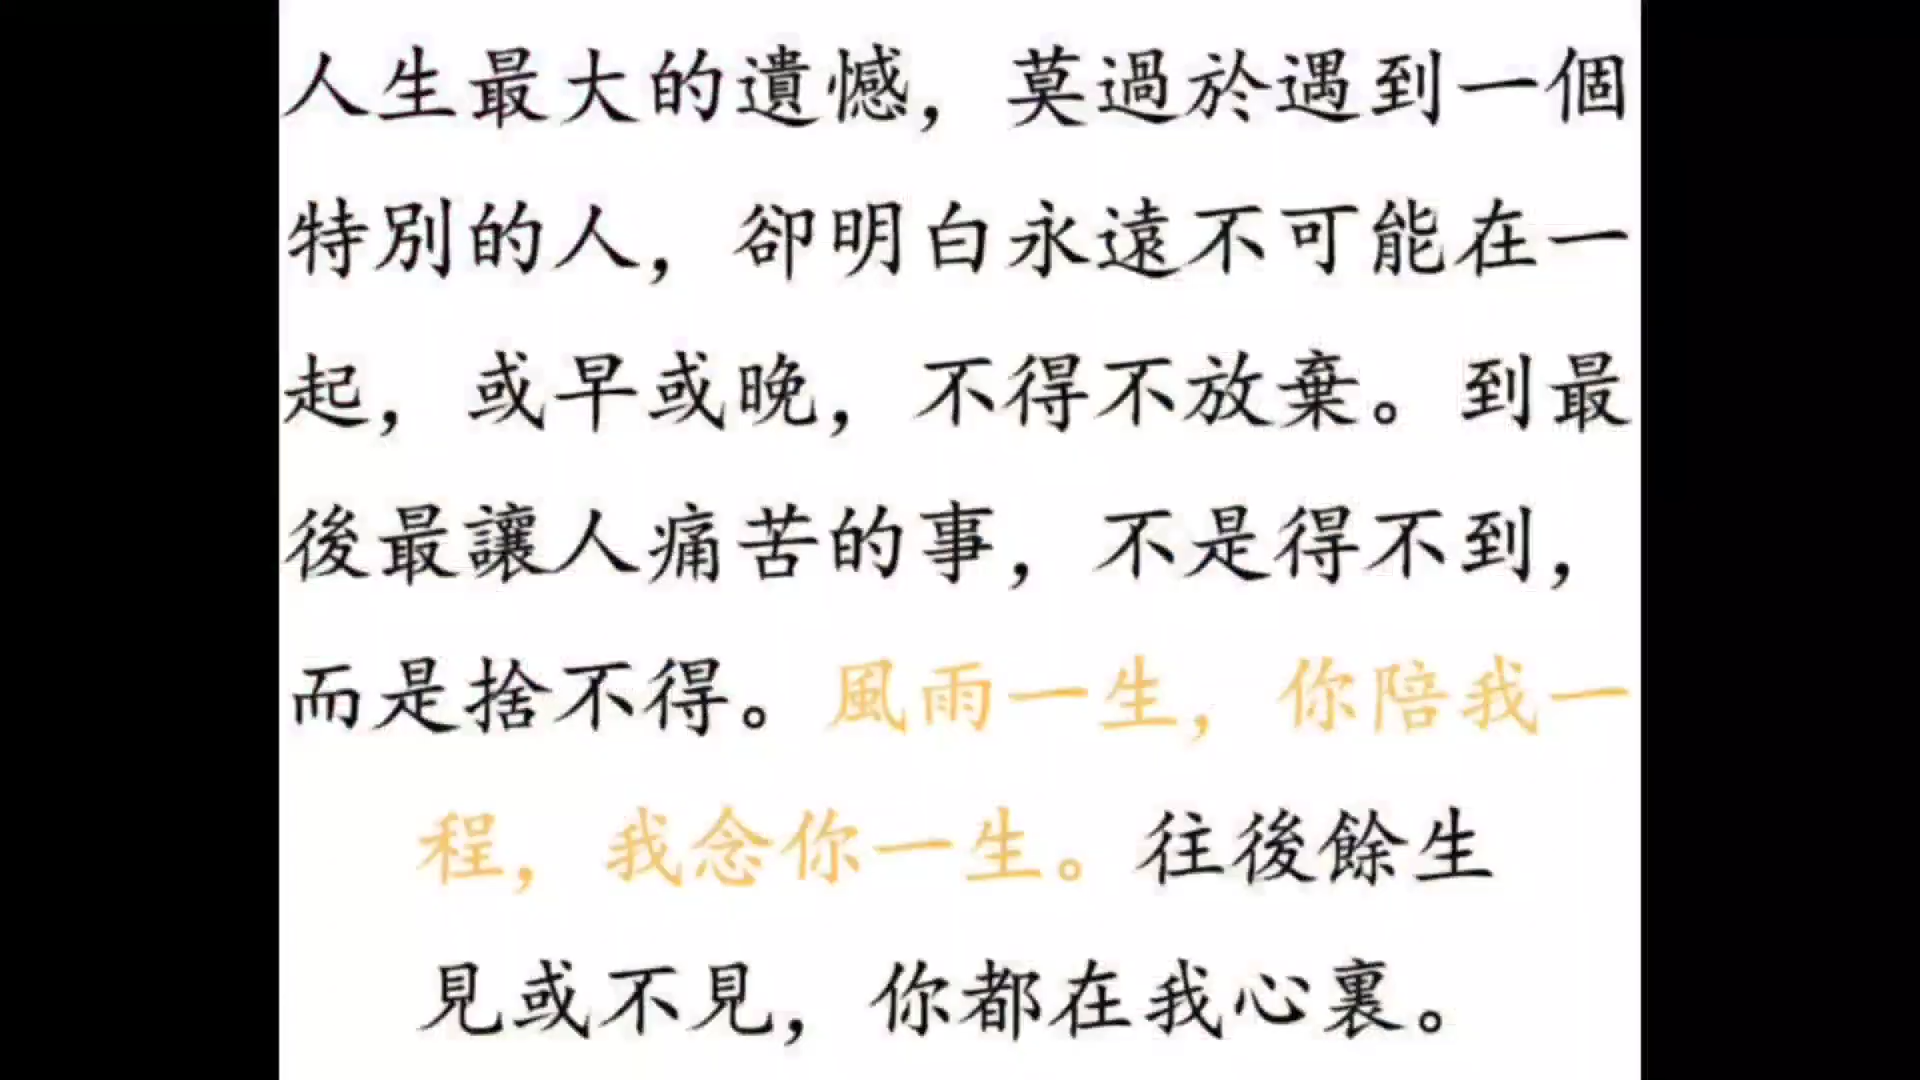 人生最大的遺憾，莫過於遇到一個
特別的人，卻明白永遠不可能在一
起，或早或晚，不得不放棄。到最
後最讓人痛苦的事，不是得不到，
而是捨不得。風雨一生，你陪我一
程，我念你一生。往後餘生
見或不見，你都在我心裏。